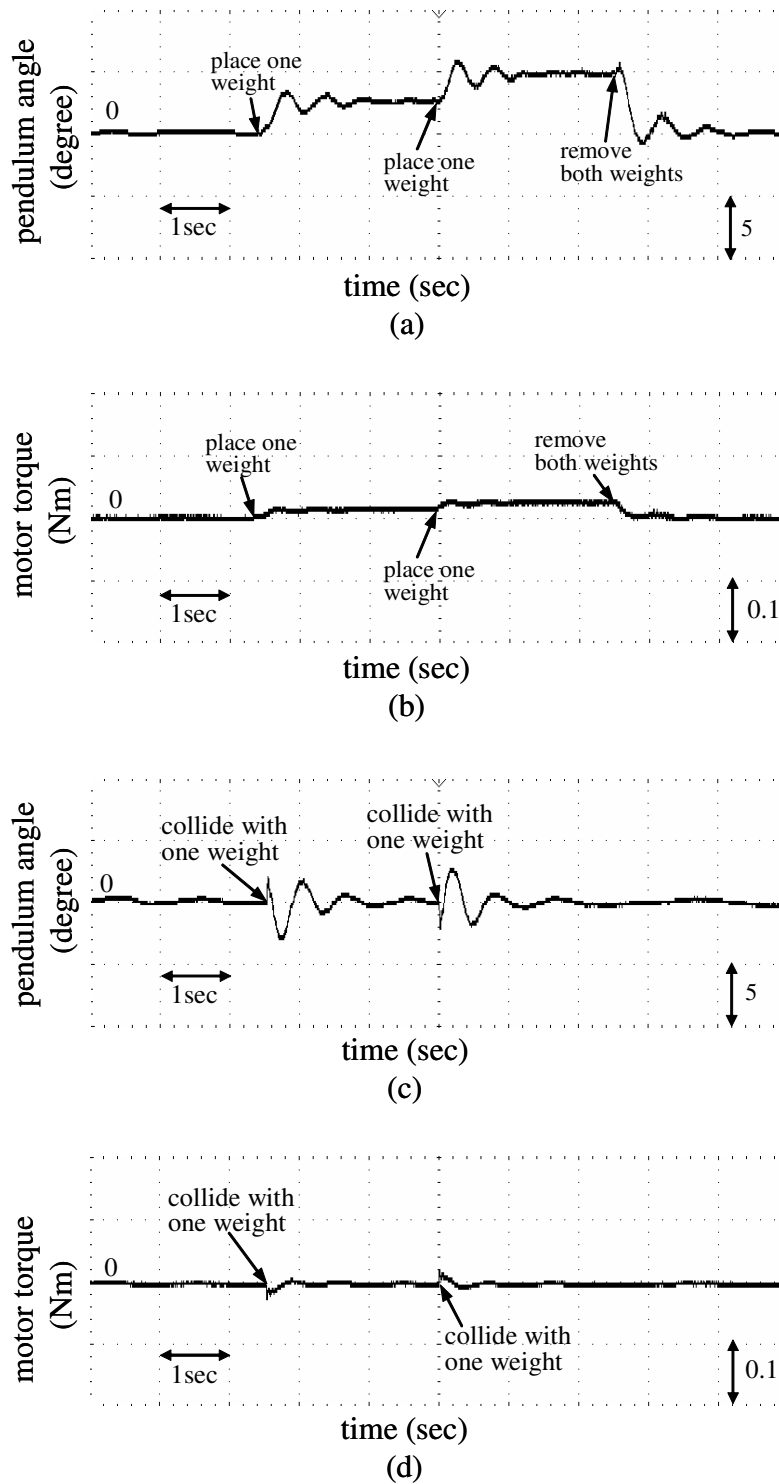 pendulum angle
(degree)
0
place one
weight
place one
weight
remove
both weights
1sec
5
time (sec)
(a)
motor torque
(Nm)
0
place one
weight
place one
weight
remove
both weights
1sec
0.1
time (sec)
(b)
pendulum angle
(degree)
0
collide with
one weight
collide with
one weight
1sec
5
time (sec)
(c)
motor torque
(Nm)
0
collide with
one weight
collide with
one weight
1sec
0.1
time (sec)
(d)